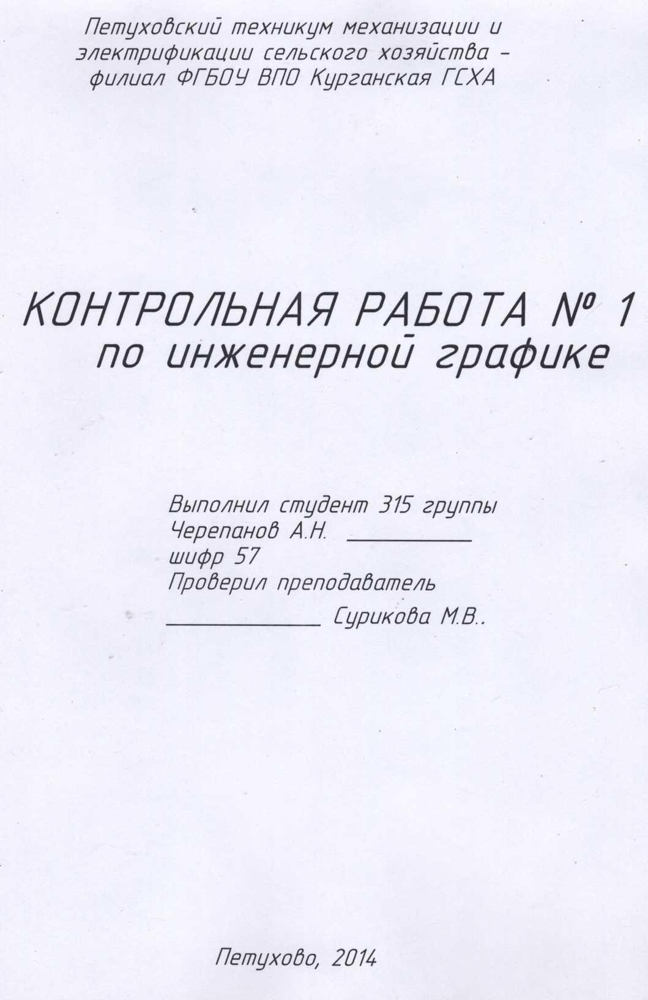 Петуховский техникум механизации и
электрификации сельского хозяйства –
филиал ФГБОУ ВПО Курганская ГСХА
КОНТРОЛЬНАЯ РАБОТА № 1
по инженерной графике
Выполнил студент 315 группы
Черепанов А.Н. ___________
шифр 57
Проверил преподаватель
_____________ Сурикова М.В..
Петухово, 2014